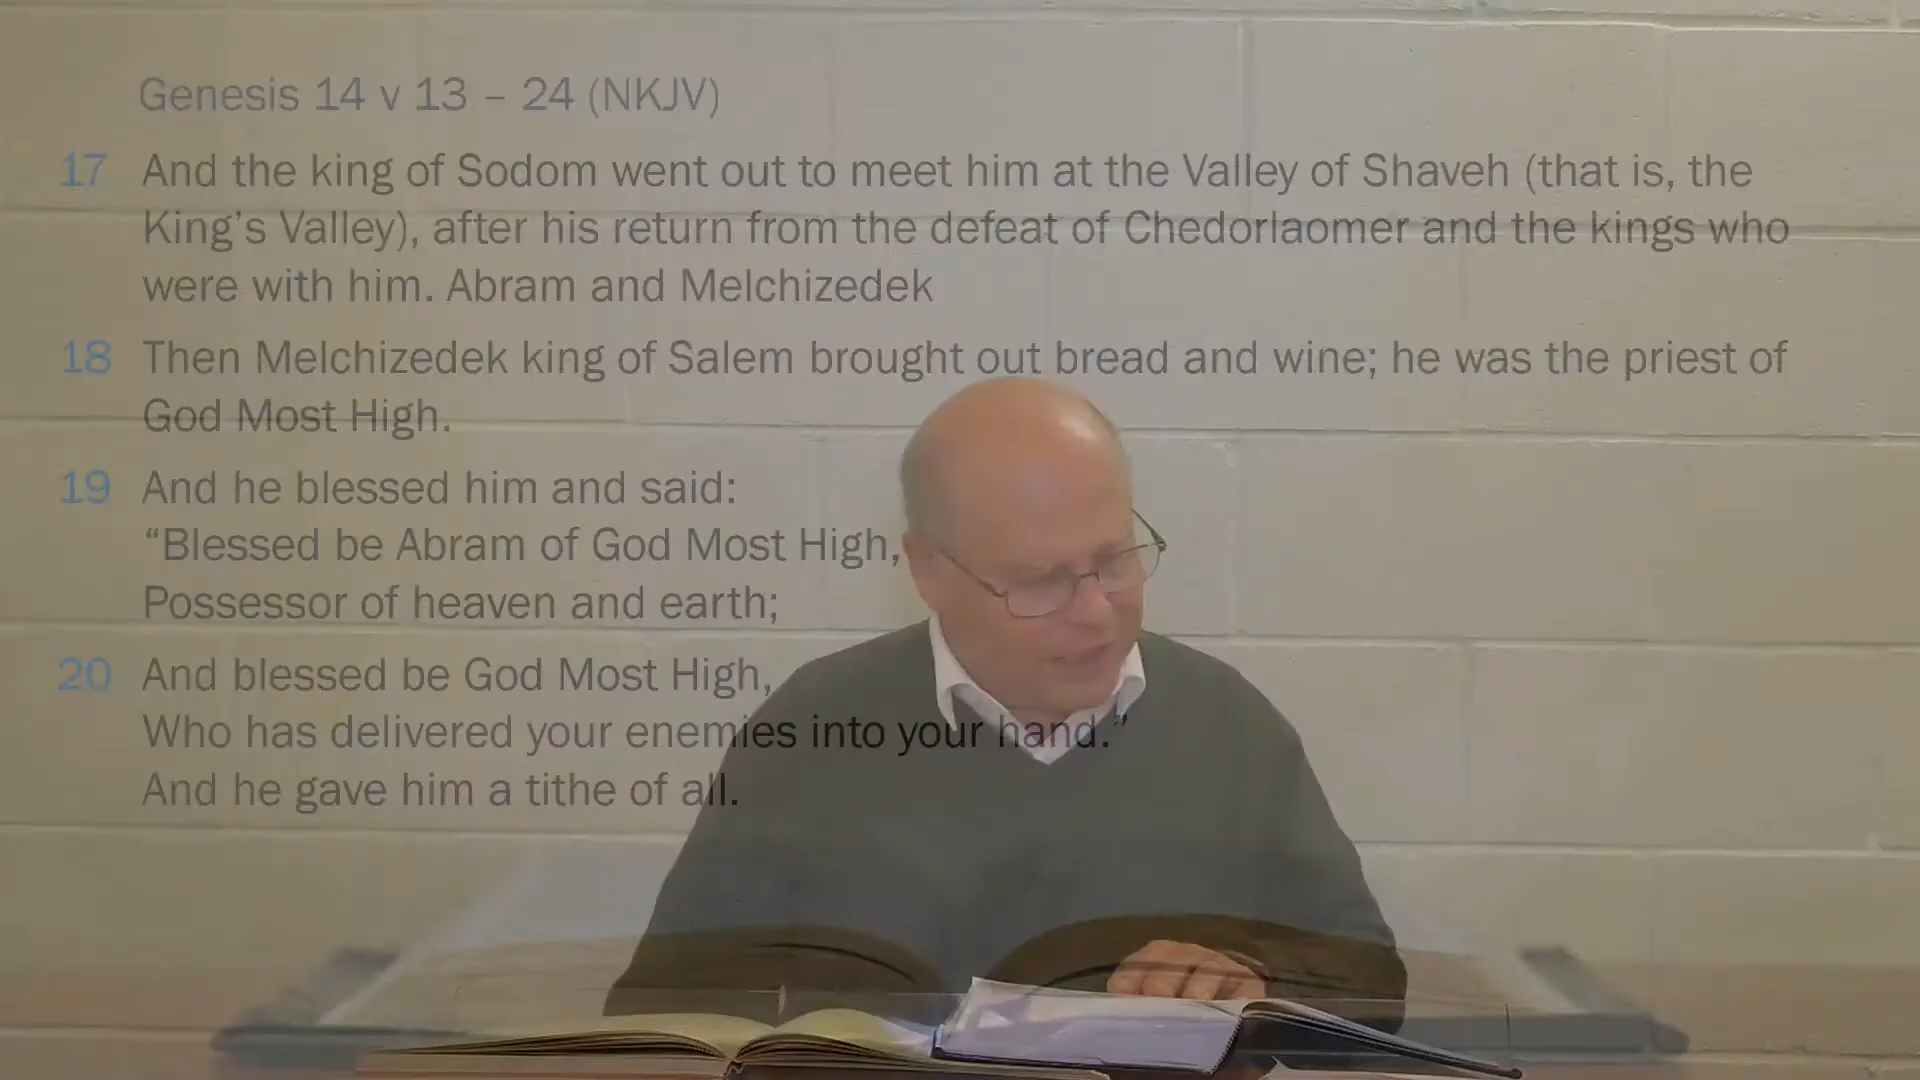 Genesis 14 v 13 – 24 (NKJV)
17 And the king of Sodom went out to meet him at the Valley of Shaveh (that is, the
King’s Valley), after his return from the defeat of Chedorlaomer and the kings who
were with him. Abram and Melchizedek
18 Then Melchizedek king of Salem brought out bread and wine; he was the priest of
God Most High.
19 And he blessed him and said:
“Blessed be Abram of God Most High,
Possessor of heaven and earth;
20 And blessed be God Most High,
Who has delivered your enemies into your hand.”
And he gave him a tithe of all.